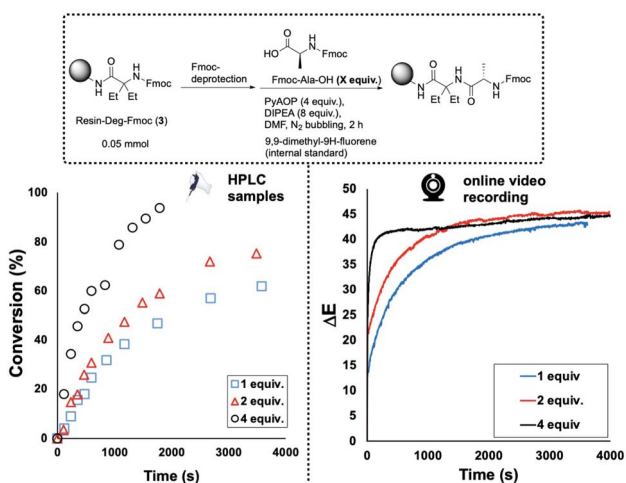 O
HO
H
N
Fmoc
O
N
H
H
N
Fmoc
Et Et
Fmoc-
deprotection
Fmoc-Ala-OH (X equiv.)
O
N
H
Et Et
H
N
O
N
H
Fmoc
Resin-Deg-Fmoc (3)
0.05 mmol
PyAOP (4 equiv.),
DIPEA (8 equiv.),
DMF, N2 bubbling, 2 h
9,9-dimethyl-9H-fluorene
(internal standard)
HPLC
samples
Conversion (%)
100
80
60
40
20
0
0 1000 2000 3000 4000
Time (s)
1 equiv.
2 equiv.
4 equiv.
online video
recording
ΔE
50
45
40
35
30
25
20
15
10
5
0
0 1000 2000 3000 4000
Time (s)
1 equiv
2 equiv.
4 equiv